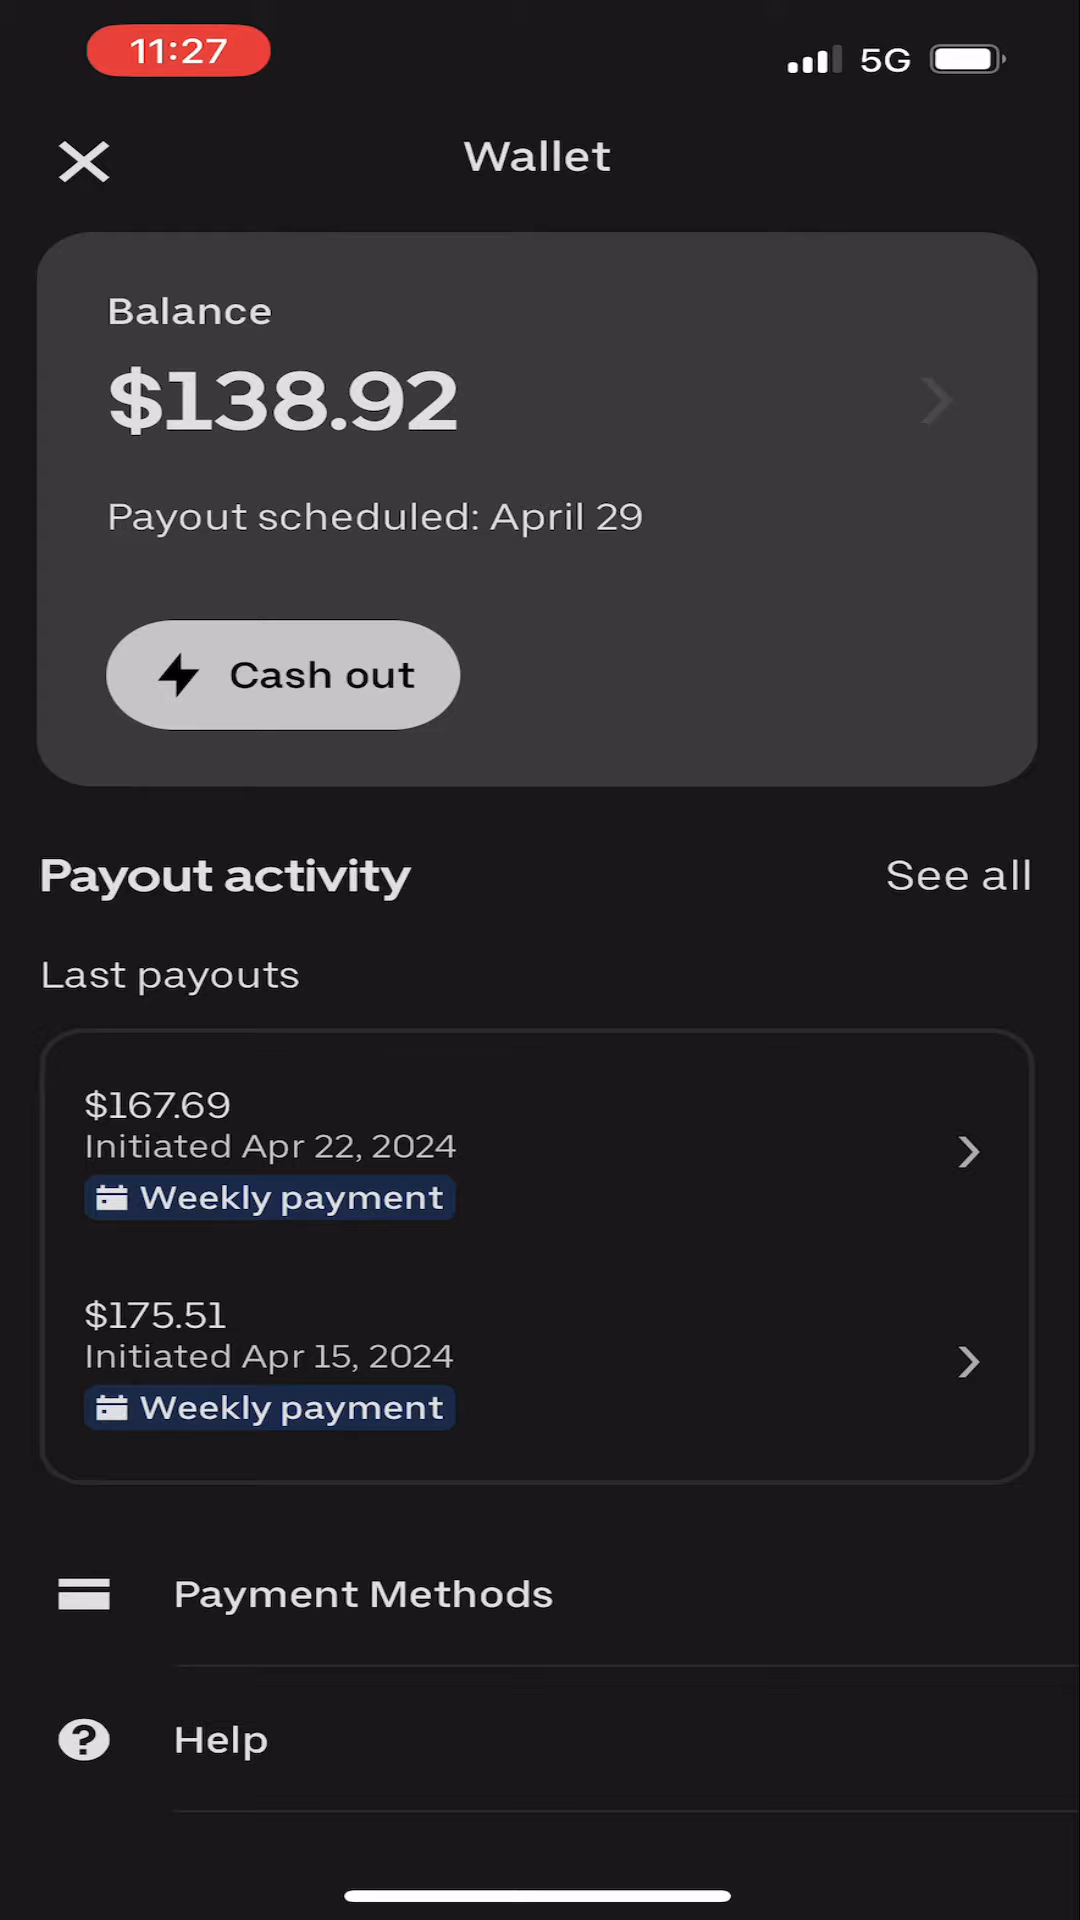 11:27
5G
Wallet
Balance
$138.92
Payout scheduled: April 29
Cash out
Payout activity
See all
Last payouts
$167.69
Initiated Apr 22, 2024
Weekly payment
$175.51
Initiated Apr 15, 2024
Weekly payment
Payment Methods
Help